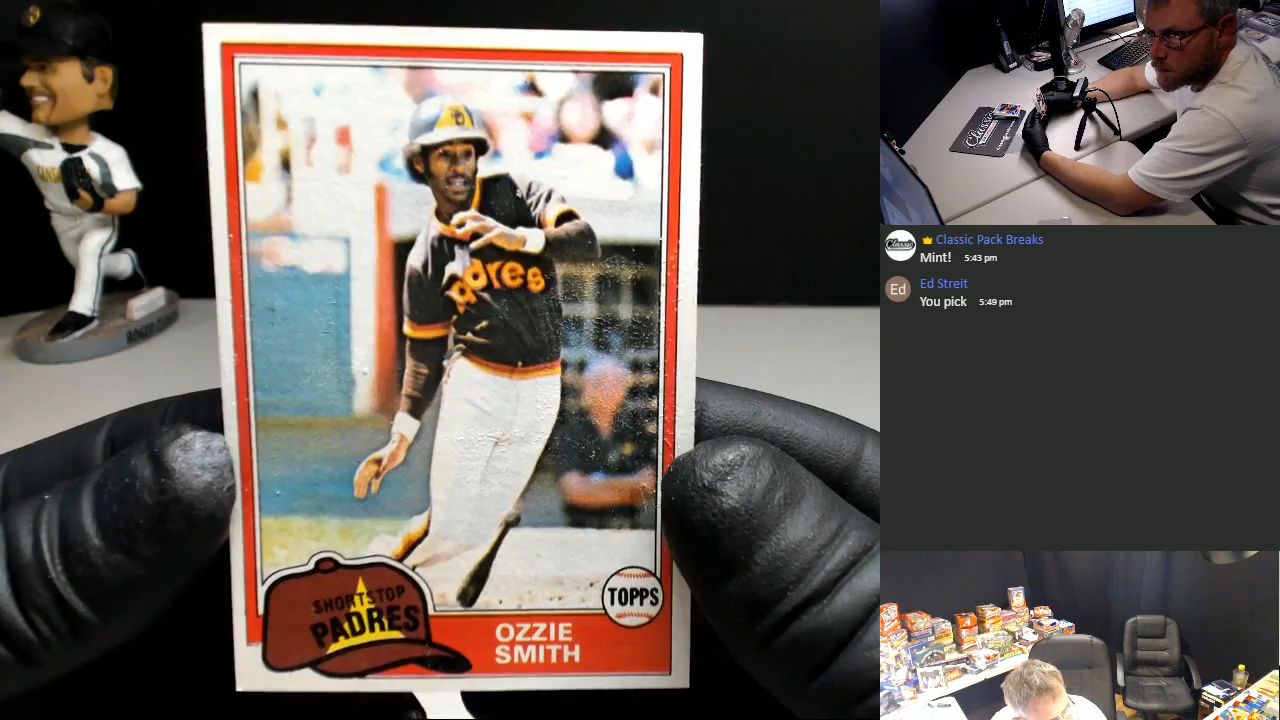 Padres
SHORTSTOP
PADRES
TOPPS
OZZIE
SMITH
Classic
Classic Pack Breaks
Mint! 5:43 pm
Ed
Ed Streit
You pick 5:49 pm